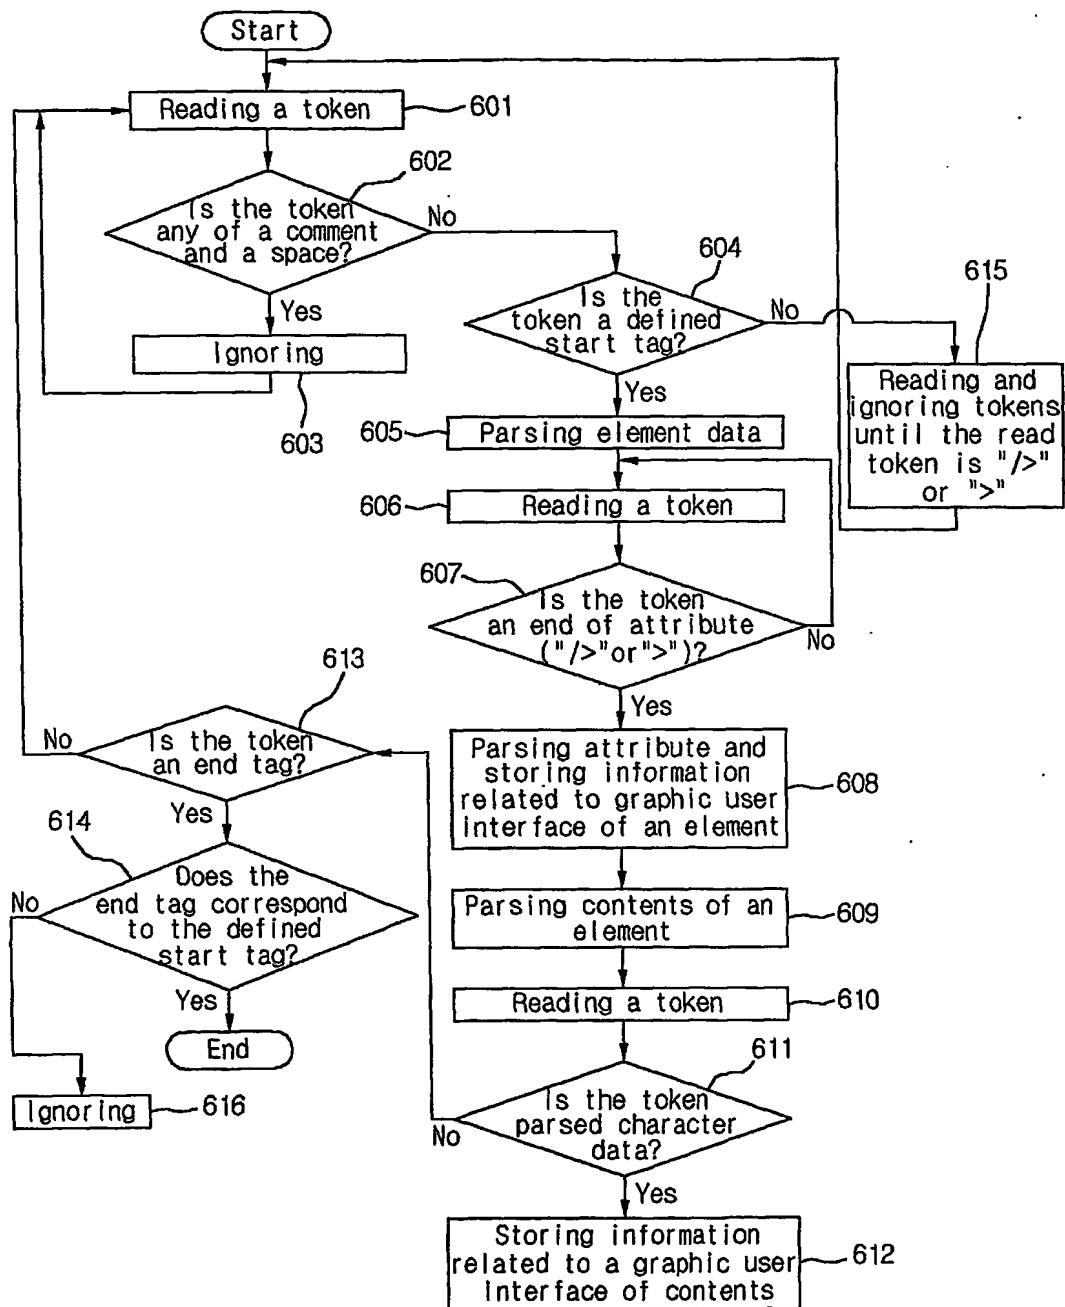 Start
Reading a token
601
602
Is the token
any of a comment
and a space?
No
Yes
Ignoring
603
604
Is the
token a defined
start tag?
No
Yes
615
Reading and
ignoring tokens
until the read
token is "/>"
or ">"
605
Parsing element data
606
Reading a token
607
Is the token
an end of attribute
("/>"or">")?
No
Yes
613
Is the token
an end tag?
No
Yes
Parsing attribute and
storing information
related to graphic user
interface of an element
608
614
Does the
end tag correspond
to the defined
start tag?
No
Yes
End
Parsing contents of an
element
609
Reading a token
610
611
Is the token
parsed character
data?
No
Yes
Ignoring
616
Storing information
related to a graphic user
interface of contents
612